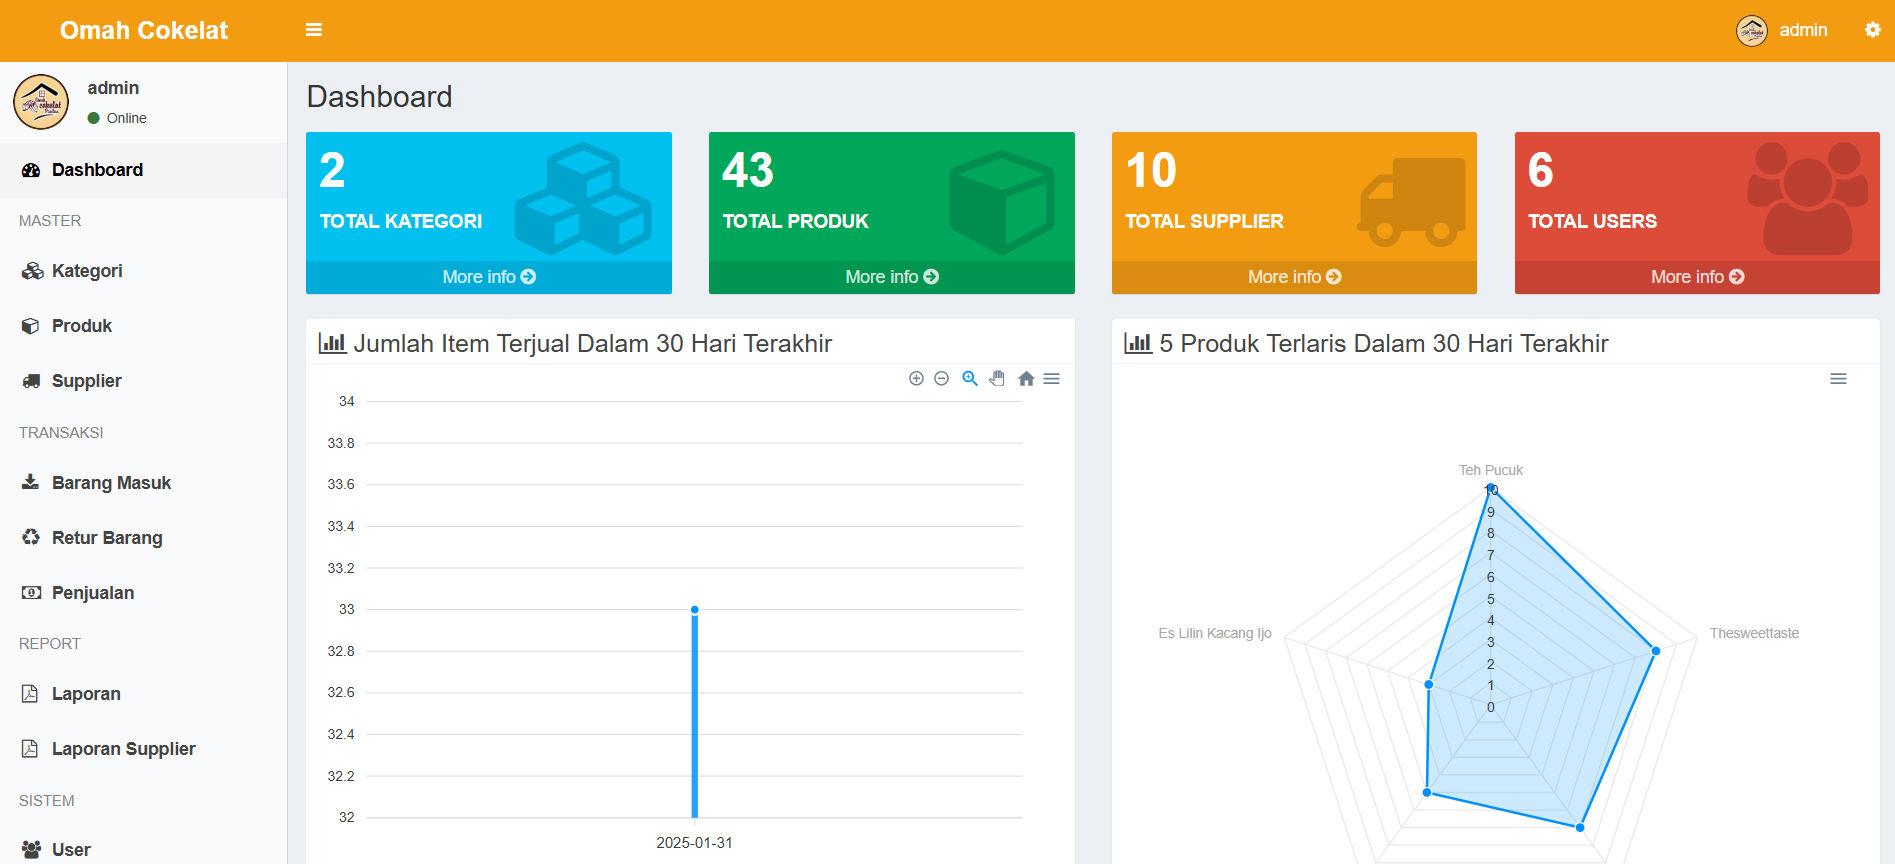 Omah Cokelat
admin
admin
Online
Dashboard
MASTER
Kategori
Produk
Supplier
TRANSAKSI
Barang Masuk
Retur Barang
Penjualan
REPORT
Laporan
Laporan Supplier
SISTEM
User
Dashboard
2
TOTAL KATEGORI
More info
43
TOTAL PRODUK
More info
10
TOTAL SUPPLIER
More info
6
TOTAL USERS
More info
Jumlah Item Terjual Dalam 30 Hari Terakhir
34
33.8
33.6
33.4
33.2
33
32.8
32.6
32.4
32.2
32
2025-01-31
5 Produk Terlaris Dalam 30 Hari Terakhir
Teh Pucuk
10
9
8
7
6
5
4
3
2
1
0
Es Lilin Kacang Ijo
Thesweettaste